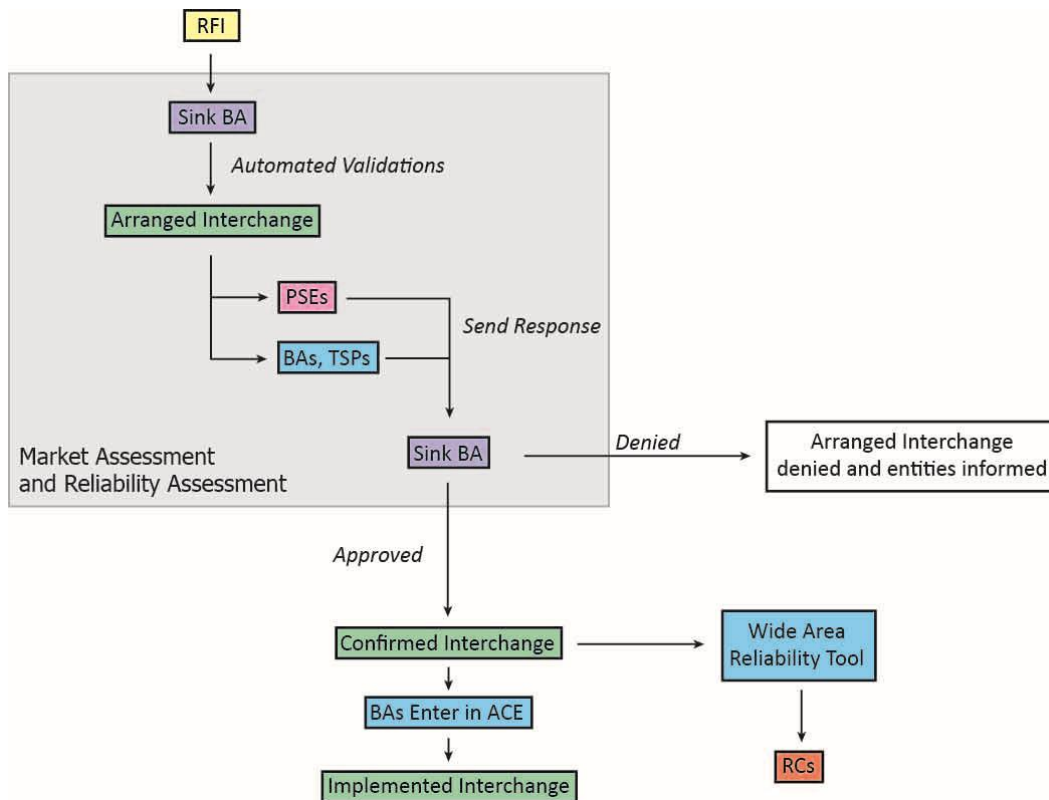 RFI
Sink BA
Automated Validations
Arranged Interchange
PSEs
Send Response
BAs, TSPs
Sink BA
Denied
Arranged Interchange
denied and entities informed
Market Assessment
and Reliability Assessment
Approved
Confirmed Interchange
Wide Area
Reliability Tool
BAs Enter in ACE
RCs
Implemented Interchange